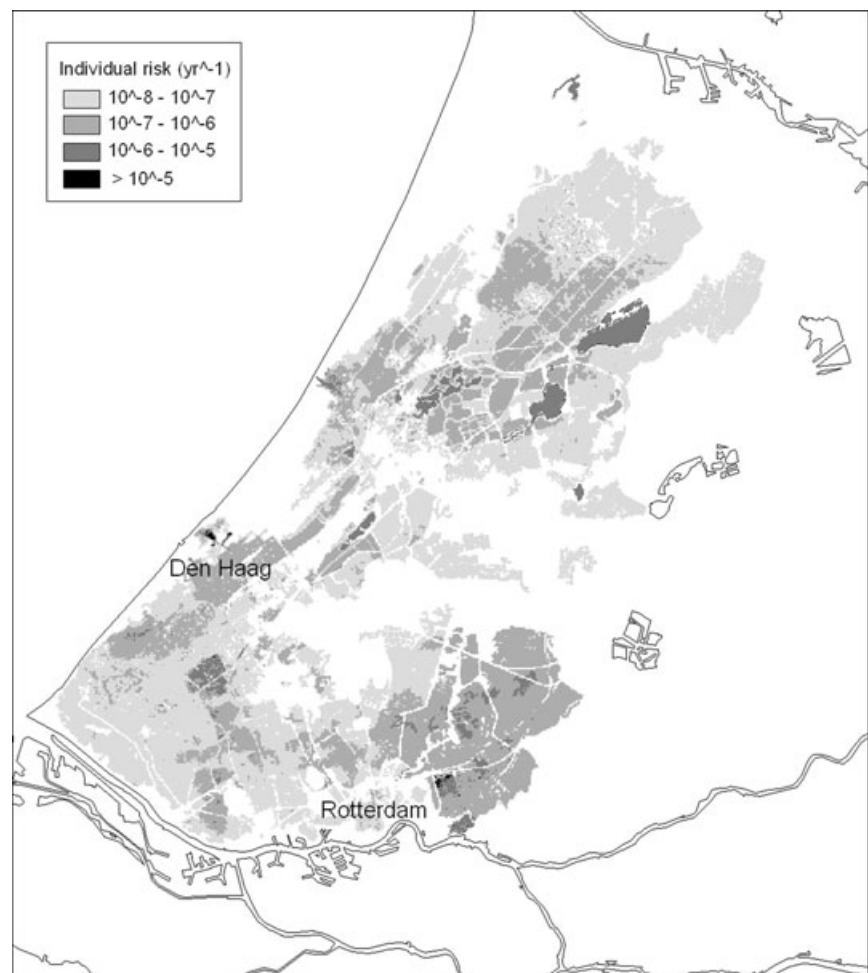 Individual risk (yr^-1)
10^-8 - 10^-7
10^-7 - 10^-6
10^-6 - 10^-5
> 10^-5
Den Haag
Rotterdam